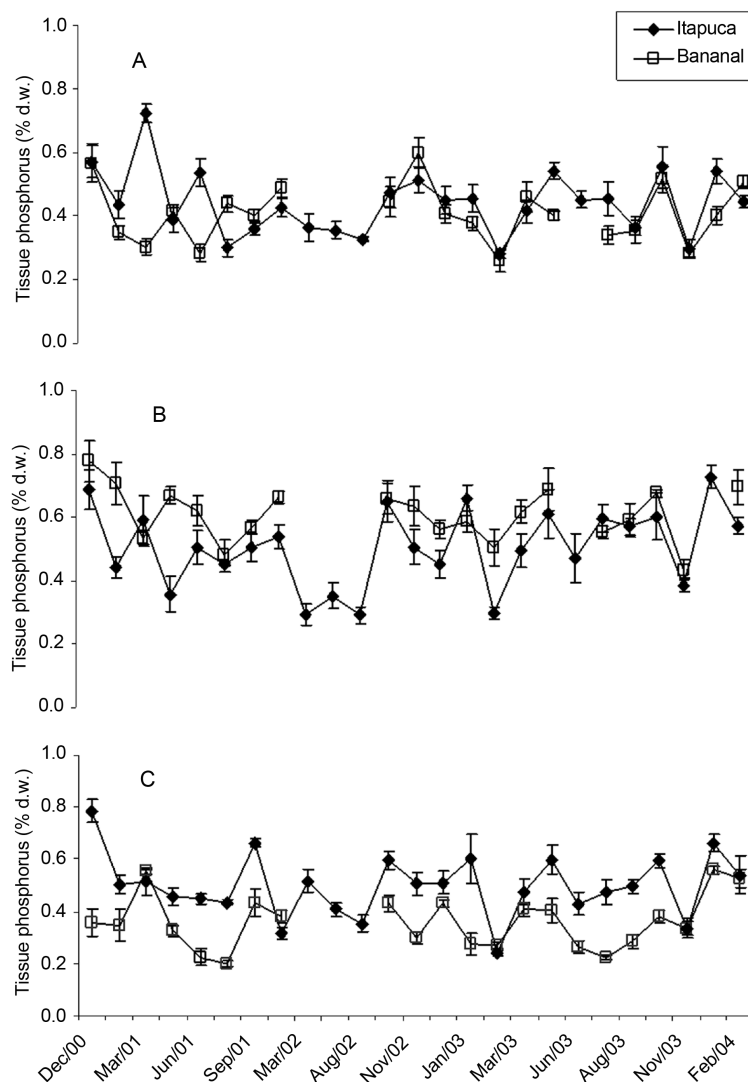 Itapuca
Bananal
A
Tissue phosphorus (% d.w.)
1.0
0.8
0.6
0.4
0.2
0.0
B
Tissue phosphorus (% d.w.)
1.0
0.8
0.6
0.4
0.2
0.0
C
Tissue phosphorus (% d.w.)
1.0
0.8
0.6
0.4
0.2
0.0
Dec/00
Mar/01
Jun/01
Sep/01
Mar/02
Aug/02
Nov/02
Jan/03
Mar/03
Jun/03
Aug/03
Nov/03
Feb/04